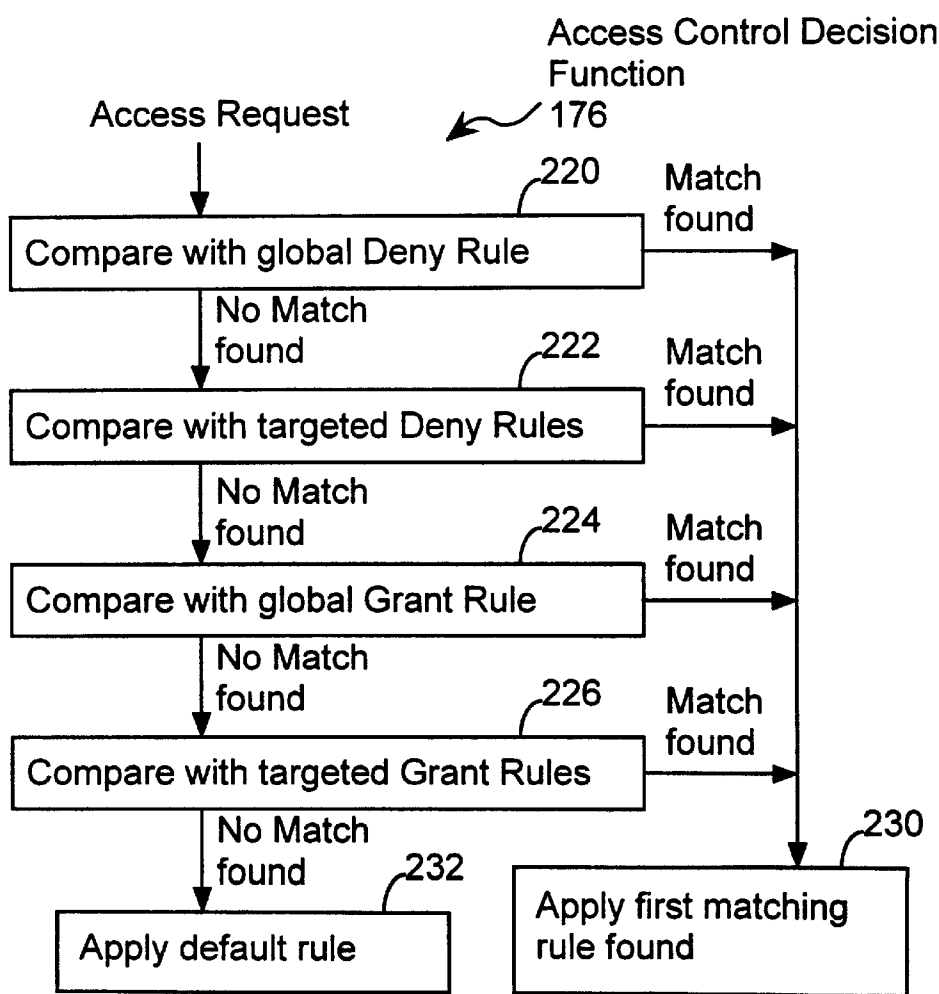 Access Control Decision
Function
176
Access Request
220
Match
found
Compare with global Deny Rule
No Match
found
222
Match
found
Compare with targeted Deny Rules
No Match
found
224
Match
found
Compare with global Grant Rule
No Match
found
226
Match
found
Compare with targeted Grant Rules
No Match
found
232
Apply default rule
230
Apply first matching
rule found